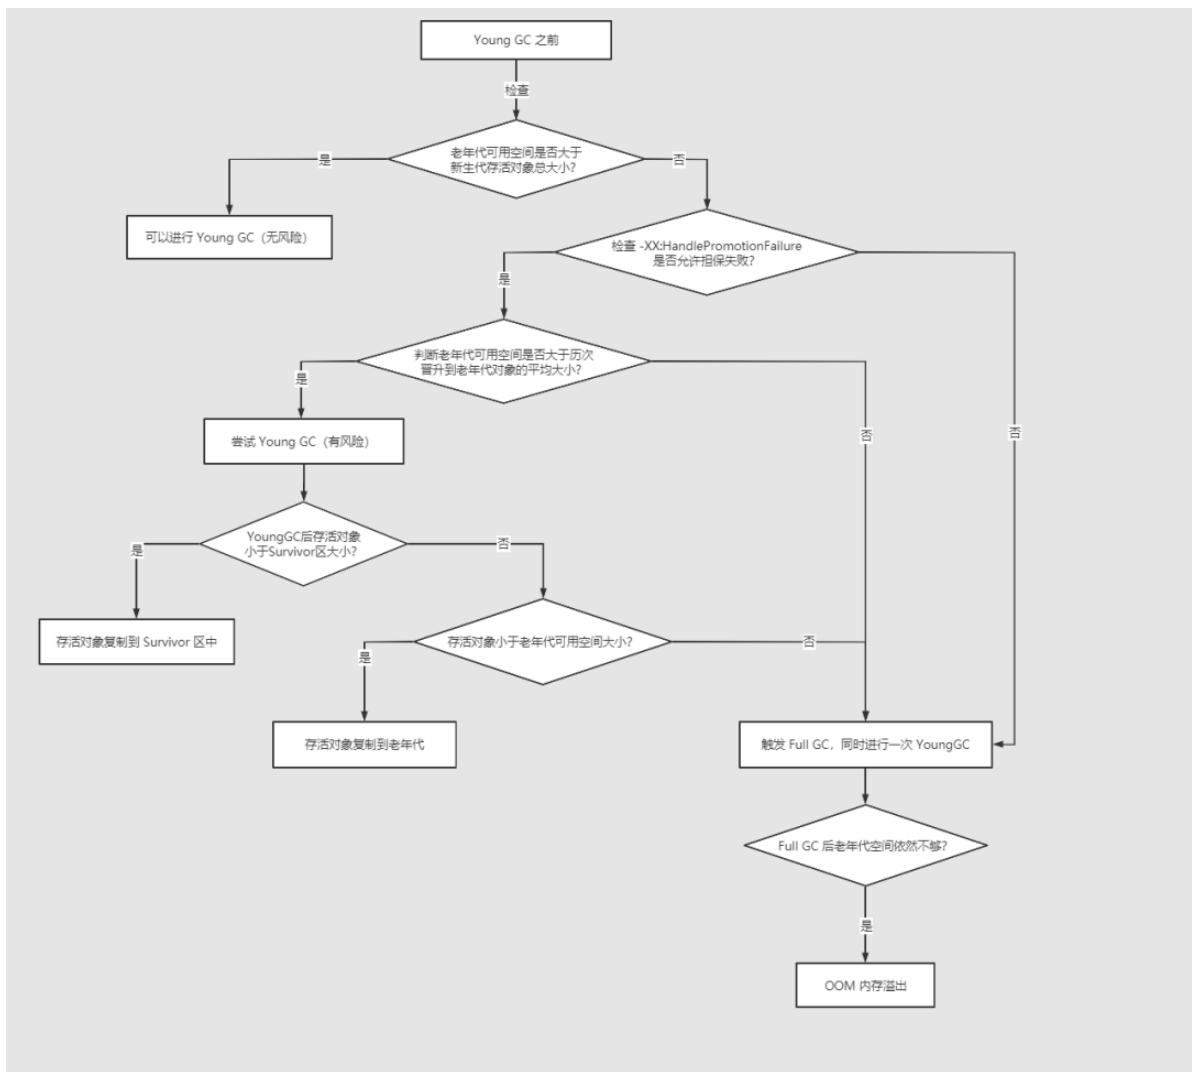 Young GC 之前
检查
老年代可用空间是否大于
新生代存活对象总大小?
是
否
可以进行 Young GC（无风险）
检查 -XX:HandlePromotionFailure
是否允许担保失败?
是
判断老年代可用空间是否大于历次
晋升到老年代对象的平均大小?
是
尝试 Young GC（有风险）
否
否
YoungGC后存活对象
小于Survivor区大小?
是
否
存活对象复制到 Survivor 区中
存活对象小于老年代可用空间大小?
否
是
存活对象复制到老年代
触发 Full GC，同时进行一次 YoungGC
Full GC 后老年代空间依然不够?
是
OOM 内存溢出